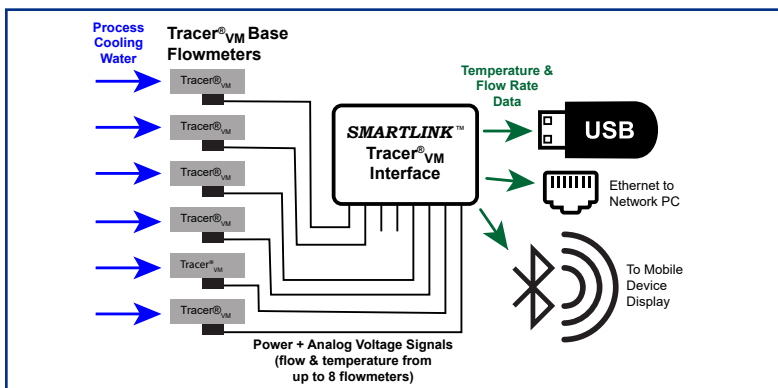 Process
Cooling
Water
Tracer®VM Base
Flowmeters
Tracer®VM
Tracer®VM
Tracer®VM
Tracer®VM
Tracer®VM
Tracer®VM
SMARTLINK™
Tracer®VM
Interface
Temperature &
Flow Rate
Data
USB
Ethernet to
Network PC
To Mobile
Device
Display
Power + Analog Voltage Signals
(flow & temperature from
up to 8 flowmeters)